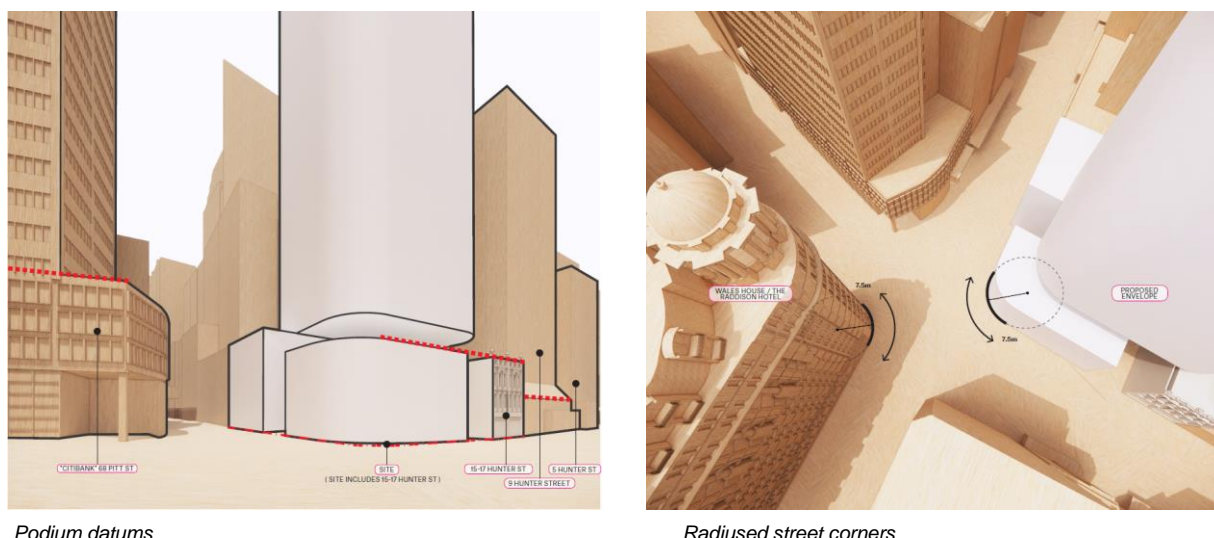 "CITIBANK" 68 PITT ST.
SITE
( SITE INCLUDES 15-17 HUNTER ST )
15-17 HUNTER ST
9 HUNTER STREET
5 HUNTER ST
Podium datums
WALES HOUSE / THE
RADDISON HOTEL
7.5m
7.5m
PROPOSED
ENVELOPE
Radiused street corners